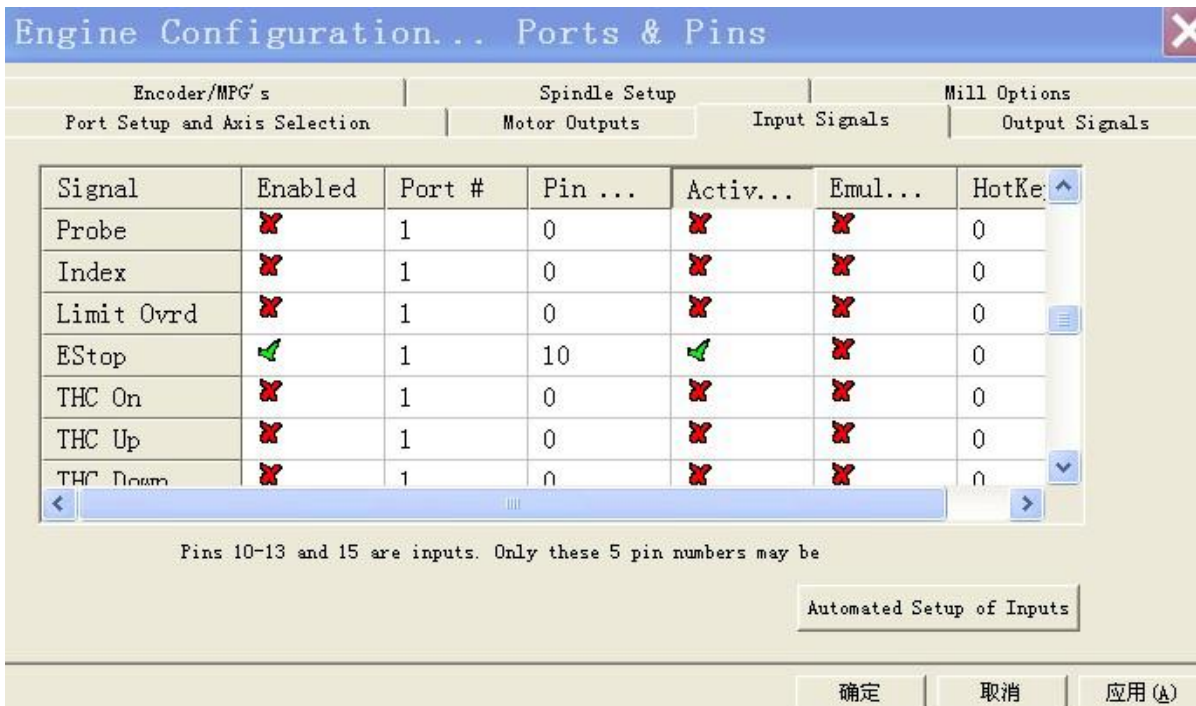 Engine Configuration... Ports & Pins
Encoder/MPG's Spindle Setup Mill Options
Port Setup and Axis Selection Motor Outputs Input Signals Output Signals
Signal Enabled Port # Pin ... Activ... Emul... HotKe
Probe 1 0 0
Index 1 0 0
Limit Ovrd 1 0 0
EStop 1 10 0
THC On 1 0 0
THC Up 1 0 0
THC Down 1 0 0
Pins 10-13 and 15 are inputs. Only these 5 pin numbers may be
Automated Setup of Inputs
确定 取消 应用(A)